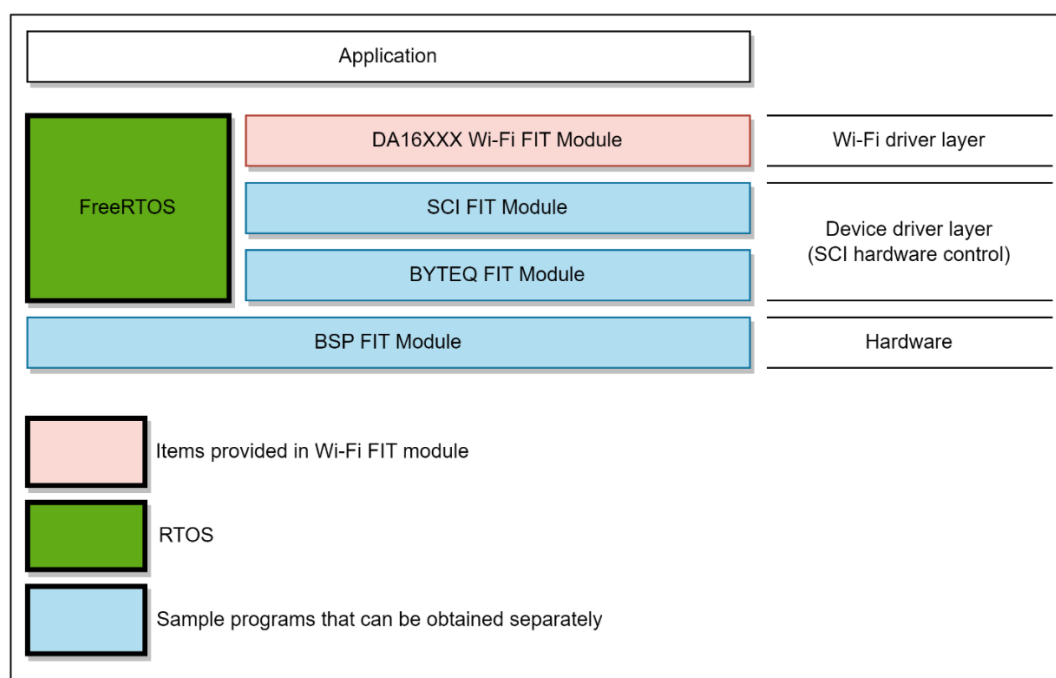 Application
FreeRTOS
DA16XXX Wi-Fi FIT Module
Wi-Fi driver layer
SCI FIT Module
BYTEQ FIT Module
Device driver layer
(SCI hardware control)
BSP FIT Module
Hardware
Items provided in Wi-Fi FIT module
RTOS
Sample programs that can be obtained separately